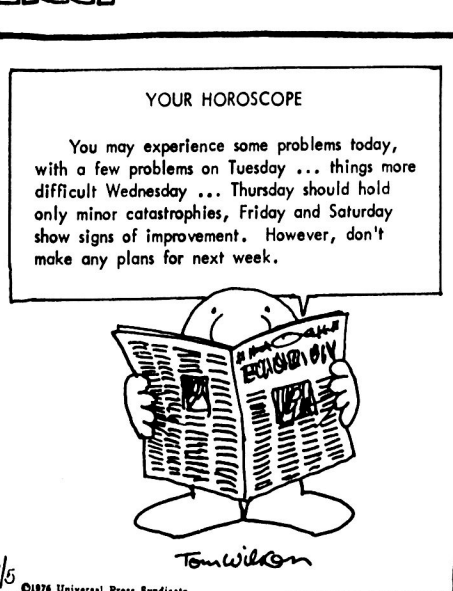 YOUR HOROSCOPE
You may experience some problems today,
with a few problems on Tuesday ... things more
difficult Wednesday ... Thursday should hold
only minor catastrophies, Friday and Saturday
show signs of improvement. However, don't
make any plans for next week.
Tom Wilson
/5
©1976 Universal Press Syndicate